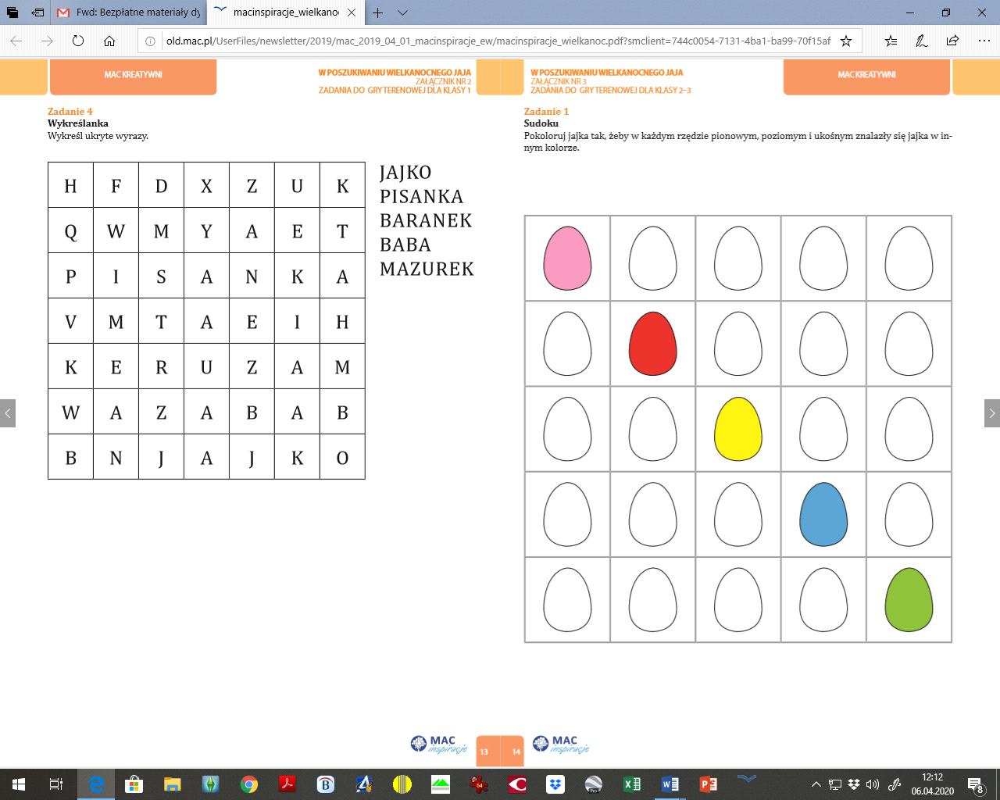 Fwd: Bezpłatne materiały dy
macinspiracje_wielkanoc
old.mac.pl/UserFiles/newsletter/2019/mac_2019_04_01_macinspiracje_ew/macinspiracje_wielkanoc.pdf?smclient=744c0054-7131-4ba1-ba99-70f15af
MAC KREATYWNI
W POSZUKIWANIU WIELKANOCNEGO JAJA
ZAŁĄCZNIK NR 2
ZADANIA DO GRY TERENOWEJ DLA KLASY 1
Zadanie 4
Wykreślanka
Wykreśl ukryte wyrazy.
H F D X Z U K
Q W M Y A E T
P I S A N K A
V M T A E I H
K E R U Z A M
W A Z A B A B
B N J A J K O
JAJKO
PISANKA
BARANEK
BABA
MAZUREK
MAC
inspiracje
13
W POSZUKIWANIU WIELKANOCNEGO JAJA
ZAŁĄCZNIK NR 3
ZADANIA DO GRY TERENOWEJ DLA KLASY 2–3
MAC KREATYWNI
Zadanie 1
Sudoku
Pokoloruj jajka tak, żeby w każdym rzędzie pionowym, poziomym i ukośnym znalazły się jajka w in-
nym kolorze.
14
MAC
inspiracje
12:12
06.04.2020
8